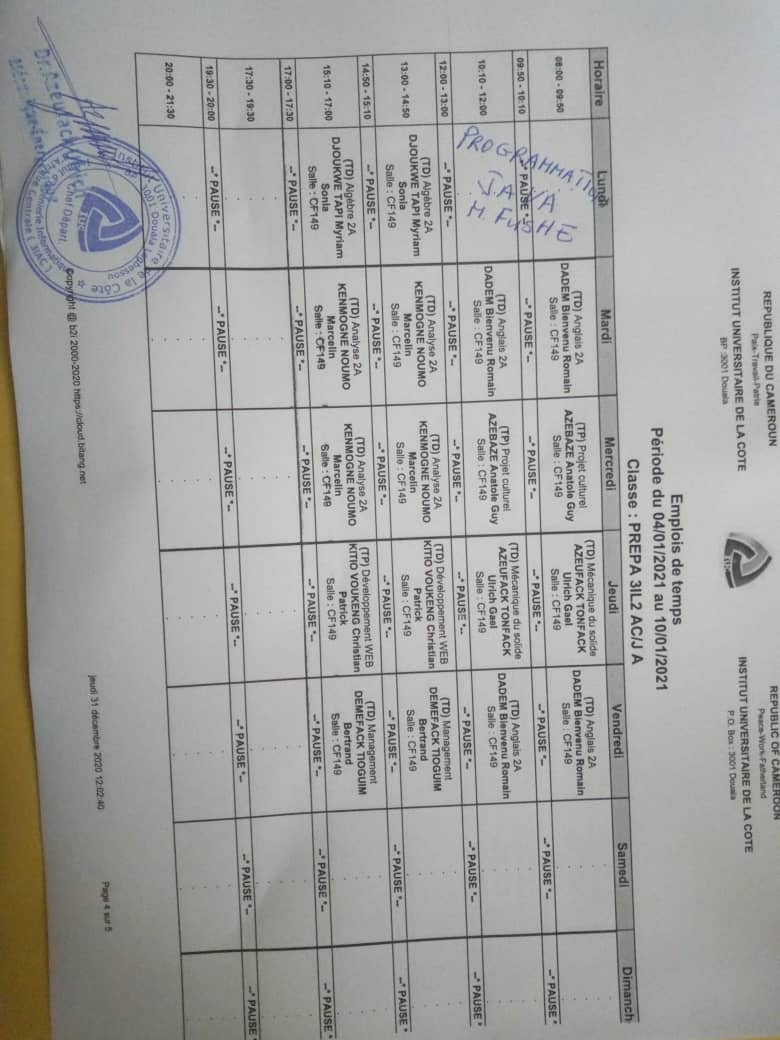 REPUBLIQUE DU CAMEROUN
Paix-Travail-Patrie
INSTITUT UNIVERSITAIRE DE LA COTE
BP :3001 Douala
REPUBLIC OF CAMEROON
Peace-Work-Fatherland
INSTITUT UNIVERSITAIRE DE LA COTE
P.O. Box : 3001 Douala
Emplois de temps
Période du 04/01/2021 au 10/01/2021
Classe : PREPA 3IL2 AC/J A
Horaire Lundi Mardi Mercredi Jeudi Vendredi Samedi Dimanch
08:00 - 09:50
PROGRAMMATION
JAVA
M FUSHE
(TD) Anglais 2A
DADEM Bienvenu Romain
Salle : CF149
(TP) Projet culturel
AZEBAZE Anatole Guy
Salle : CF149
(TD) Mécanique du solide
AZEUFACK TONFACK
Ulrich Gael
Salle : CF149
(TD) Anglais 2A
DADEM Bienvenu Romain
Salle : CF149
09:50 - 10:10 --* PAUSE *-- --* PAUSE *-- --* PAUSE *-- --* PAUSE *-- --* PAUSE *-- --* PAUSE *-- --* PAUSE *
10:10 - 12:00
(TD) Anglais 2A
DADEM Bienvenu Romain
Salle : CF149
(TP) Projet culturel
AZEBAZE Anatole Guy
Salle : CF149
(TD) Mécanique du solide
AZEUFACK TONFACK
Ulrich Gael
Salle : CF149
(TD) Anglais 2A
DADEM Bienvenu Romain
Salle : CF149
12:00 - 13:00 --* PAUSE *-- --* PAUSE *-- --* PAUSE *-- --* PAUSE *-- --* PAUSE *-- --* PAUSE *-- --* PAUSE *
13:00 - 14:50
(TD) Algèbre 2A
DJOUKWE TAPI Myriam
Sonia
Salle : CF149
(TD) Analyse 2A
KENMOGNE NOUMO
Marcelin
Salle : CF149
(TD) Analyse 2A
KENMOGNE NOUMO
Marcelin
Salle : CF149
(TD) Développement WEB
KITIO VOUKENG Christian
Patrick
Salle : CF149
(TD) Management
DEMEFACK TIOGUIM
Bertrand
Salle : CF149
14:50 - 15:10 --* PAUSE *-- --* PAUSE *-- --* PAUSE *-- --* PAUSE *-- --* PAUSE *-- --* PAUSE *-- --* PAUSE *
15:10 - 17:00
(TD) Algèbre 2A
DJOUKWE TAPI Myriam
Sonia
Salle : CF149
(TD) Analyse 2A
KENMOGNE NOUMO
Marcelin
Salle : CF149
(TD) Analyse 2A
KENMOGNE NOUMO
Marcelin
Salle : CF149
(TP) Développement WEB
KITIO VOUKENG Christian
Patrick
Salle : CF149
(TD) Management
DEMEFACK TIOGUIM
Bertrand
Salle : CF149
17:00 - 17:30 --* PAUSE *-- --* PAUSE *-- --* PAUSE *-- --* PAUSE *-- --* PAUSE *-- --* PAUSE *-- --* PAUSE *
17:30 - 19:30
19:30 - 20:00 --* PAUSE *-- --* PAUSE *-- --* PAUSE *-- --* PAUSE *-- --* PAUSE *-- --* PAUSE *-- --* PAUSE *
20:00 - 21:30
Institut Universitaire de la Côte
3001 Douala
Copyright @ b2i 2000-2020 https://cloud.bitang.net
jeudi 31 décembre 2020 12:02:40
Page 4 sur 5